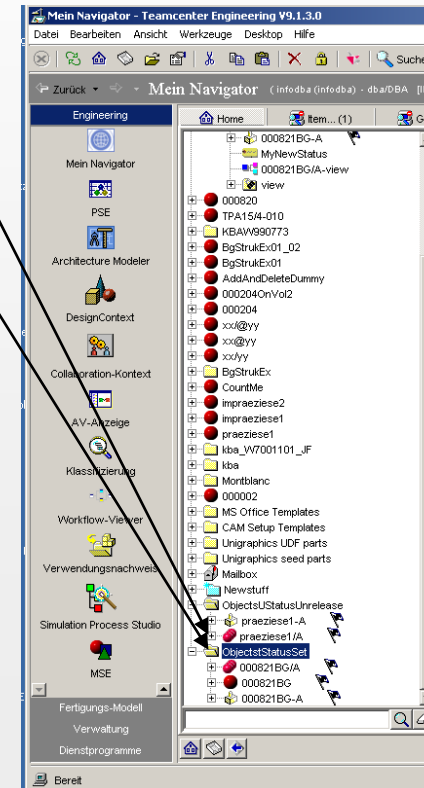 Mein Navigator - Teamcenter Engineering V9.1.3.0
Datei Bearbeiten Ansicht Werkzeuge Desktop Hilfe
Suche
Zurück Mein Navigator ( infodba (infodba) - dba/DBA
Engineering
Mein Navigator
PSE
Architecture Modeler
DesignContext
Collaboration-Kontext
AV-Anzeige
Klassifizierung
Workflow-Viewer
Verwendungsnachweis
Simulation Process Studio
MSE
Fertigungs-Modell
Verwaltung
Dienstprogramme
Home Item... (1) G
000821BG-A
MyNewStatus
000821BG/A-view
view
000820
TPA15/4-010
KBAVV990773
BgStrukEx01_02
BgStrukEx01
AddAndDeleteDummy
000204OnVol2
000204
xx/@yy
xx@yy
xx/yy
BgStrukEx
CountMe
impraeziese2
impraeziese1
praeziese1
kba_W7001101_JF
kba
Montblanc
000002
MS Office Templates
CAM Setup Templates
Unigraphics UDF parts
Unigraphics seed parts
Mailbox
Newstuff
ObjectsUStatusUnrelease
praeziese1-A
praeziese1/A
ObjectstStatusSet
000821BG/A
000821BG
000821BG-A
Bereit